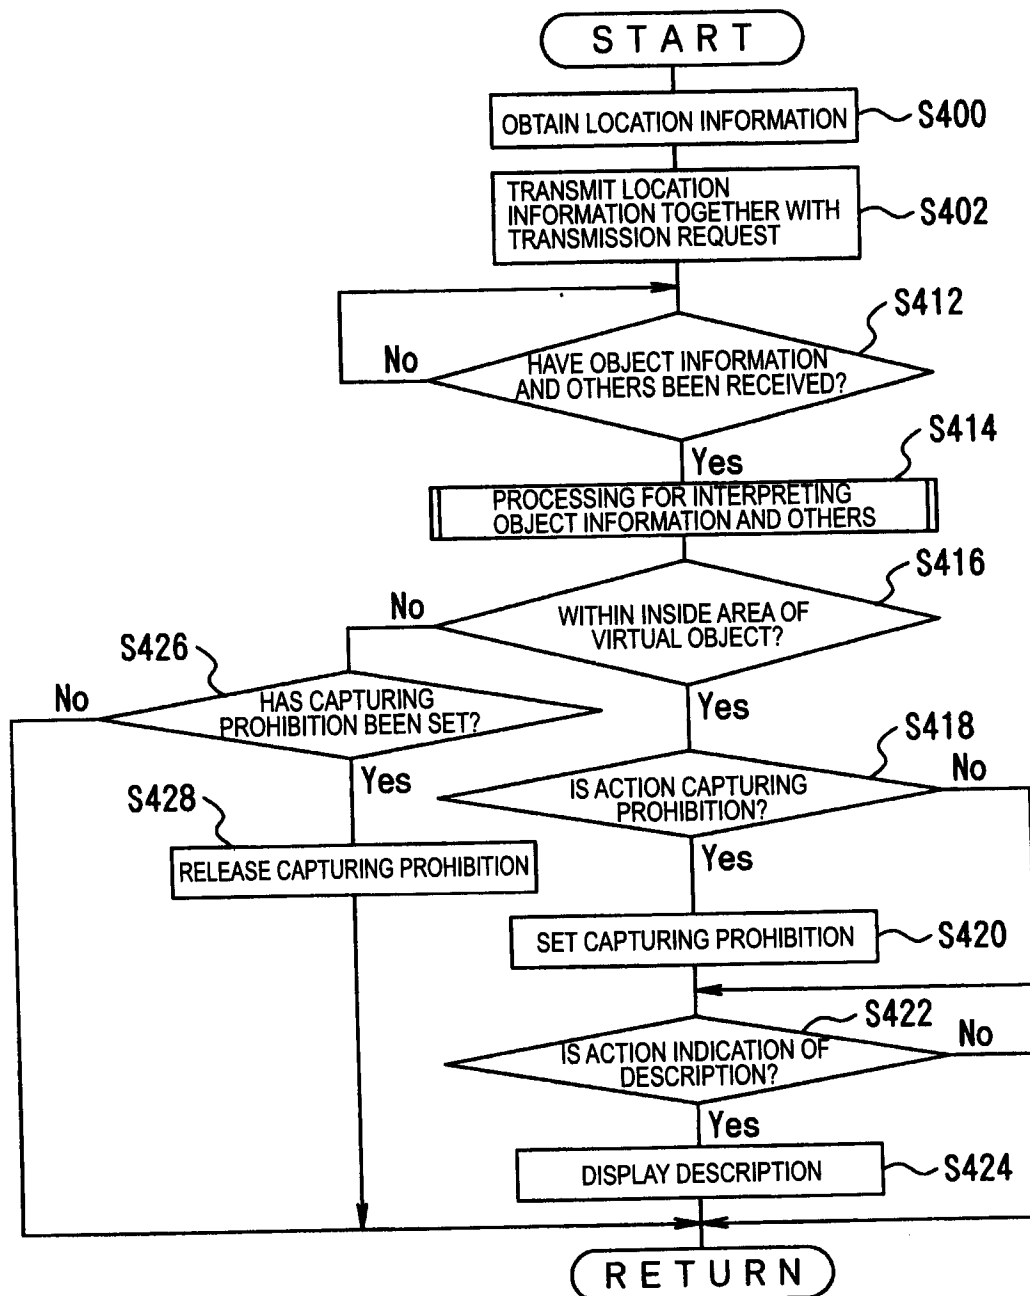 START
OBTAIN LOCATION INFORMATION
S400
TRANSMIT LOCATION
INFORMATION TOGETHER WITH
TRANSMISSION REQUEST
S402
S412
No
HAVE OBJECT INFORMATION
AND OTHERS BEEN RECEIVED?
Yes
S414
PROCESSING FOR INTERPRETING
OBJECT INFORMATION AND OTHERS
S416
No
WITHIN INSIDE AREA OF
VIRTUAL OBJECT?
Yes
S426
No
HAS CAPTURING
PROHIBITION BEEN SET?
Yes
S418
No
IS ACTION CAPTURING
PROHIBITION?
Yes
S428
RELEASE CAPTURING PROHIBITION
SET CAPTURING PROHIBITION
S420
S422
No
IS ACTION INDICATION OF
DESCRIPTION?
Yes
DISPLAY DESCRIPTION
S424
RETURN